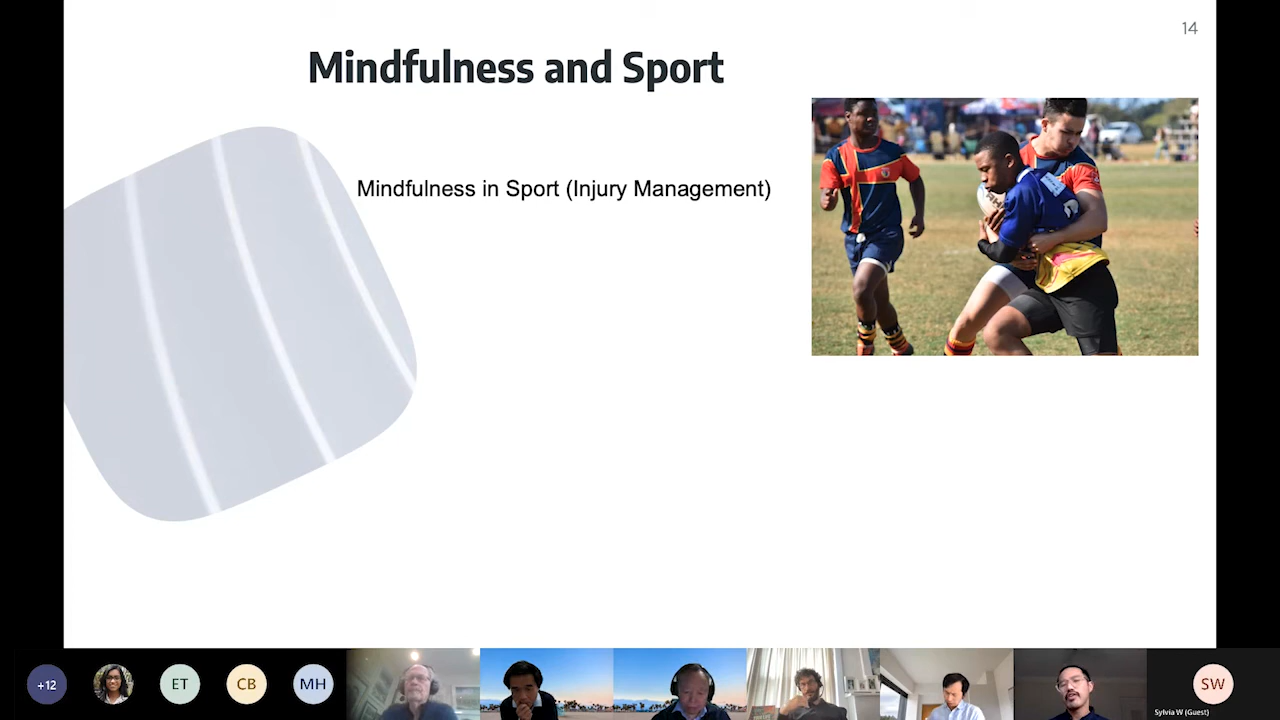 14
Mindfulness and Sport
Mindfulness in Sport (Injury Management)
+12
ET
CB
MH
SW
Sylvia W (Guest)